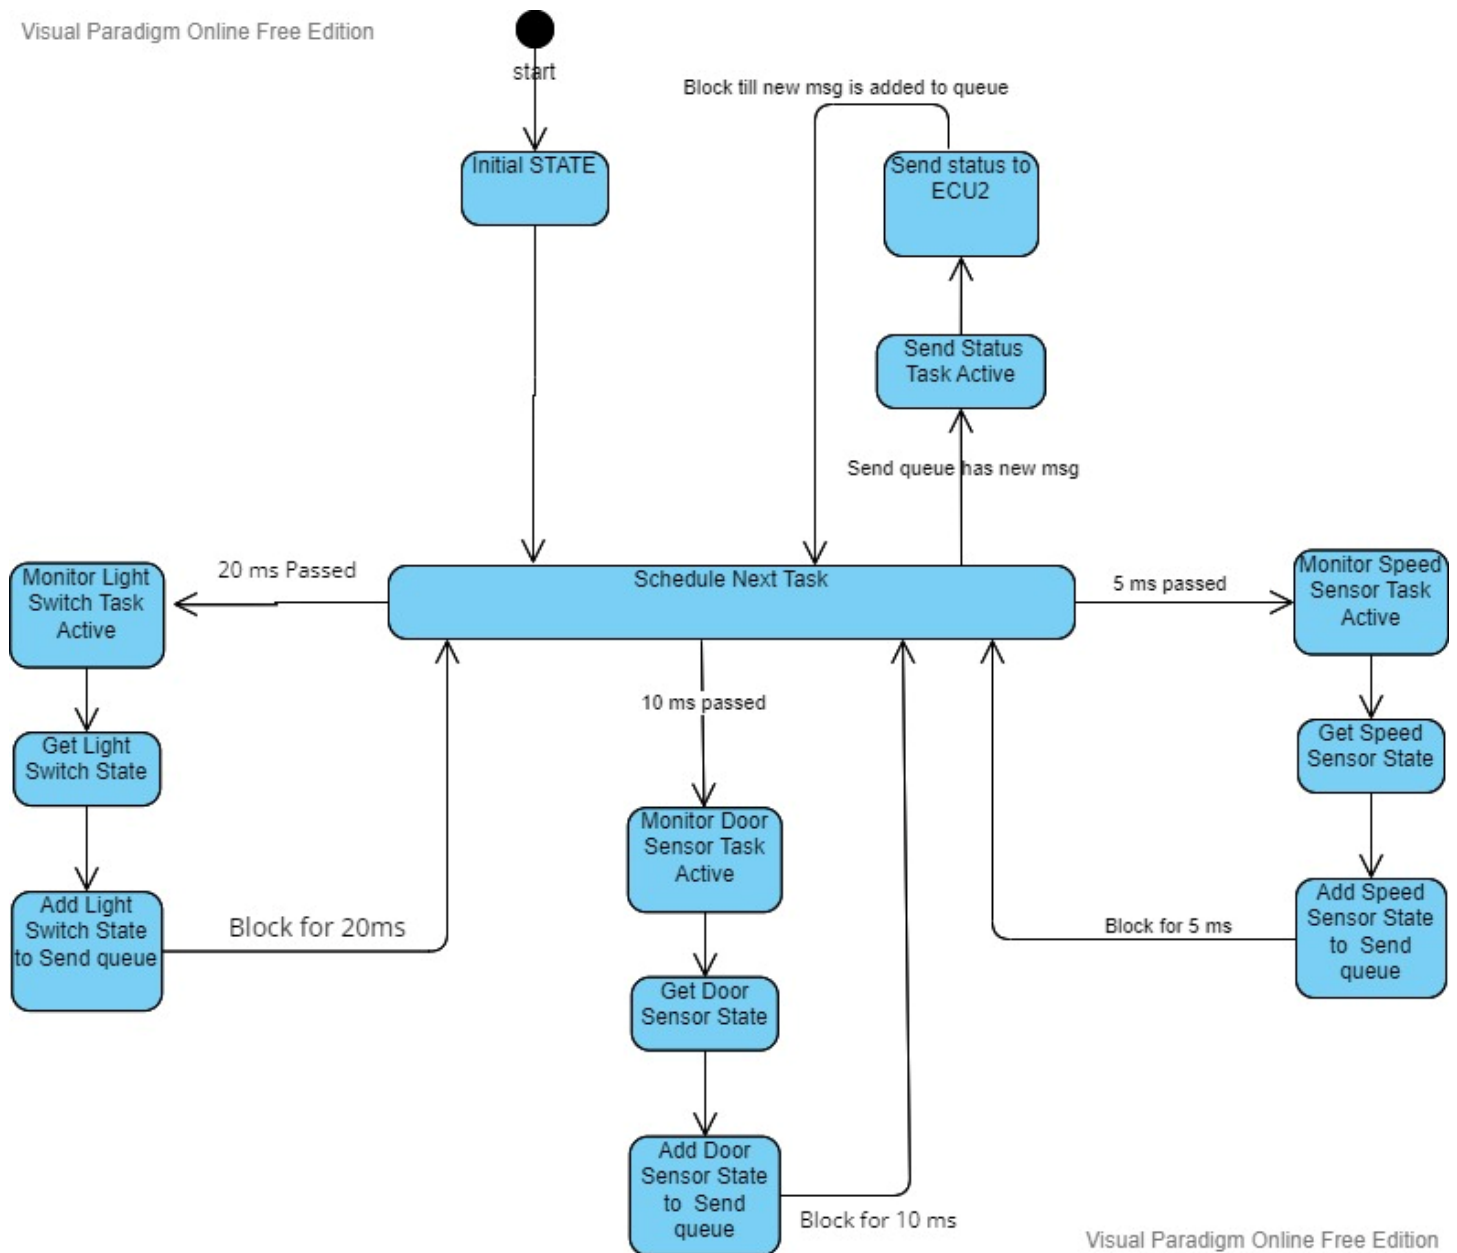 Visual Paradigm Online Free Edition
start
Block till new msg is added to queue
Initial STATE
Send status to
ECU2
Send Status
Task Active
Send queue has new msg
Monitor Light
Switch Task
Active
20 ms Passed
Schedule Next Task
5 ms passed
Monitor Speed
Sensor Task
Active
10 ms passed
Get Light
Switch State
Get Speed
Sensor State
Monitor Door
Sensor Task
Active
Add Light
Switch State
to Send queue
Block for 20ms
Block for 5 ms
Add Speed
Sensor State
to Send
queue
Get Door
Sensor State
Add Door
Sensor State
to Send
queue
Block for 10 ms
Visual Paradigm Online Free Edition